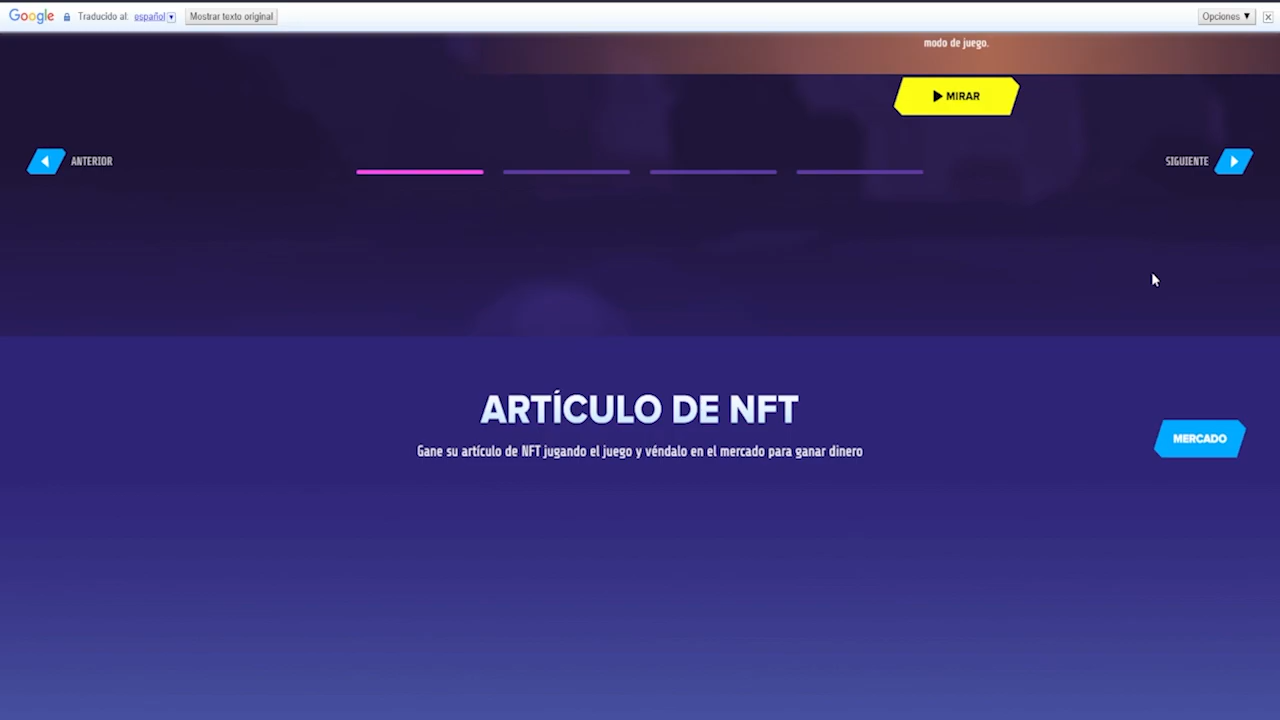 Google Traducido al: español Mostrar texto original Opciones ▼
modo de juego.
MIRAR
ANTERIOR
SIGUIENTE
ARTÍCULO DE NFT
MERCADO
Gane su artículo de NFT jugando el juego y véndalo en el mercado para ganar dinero